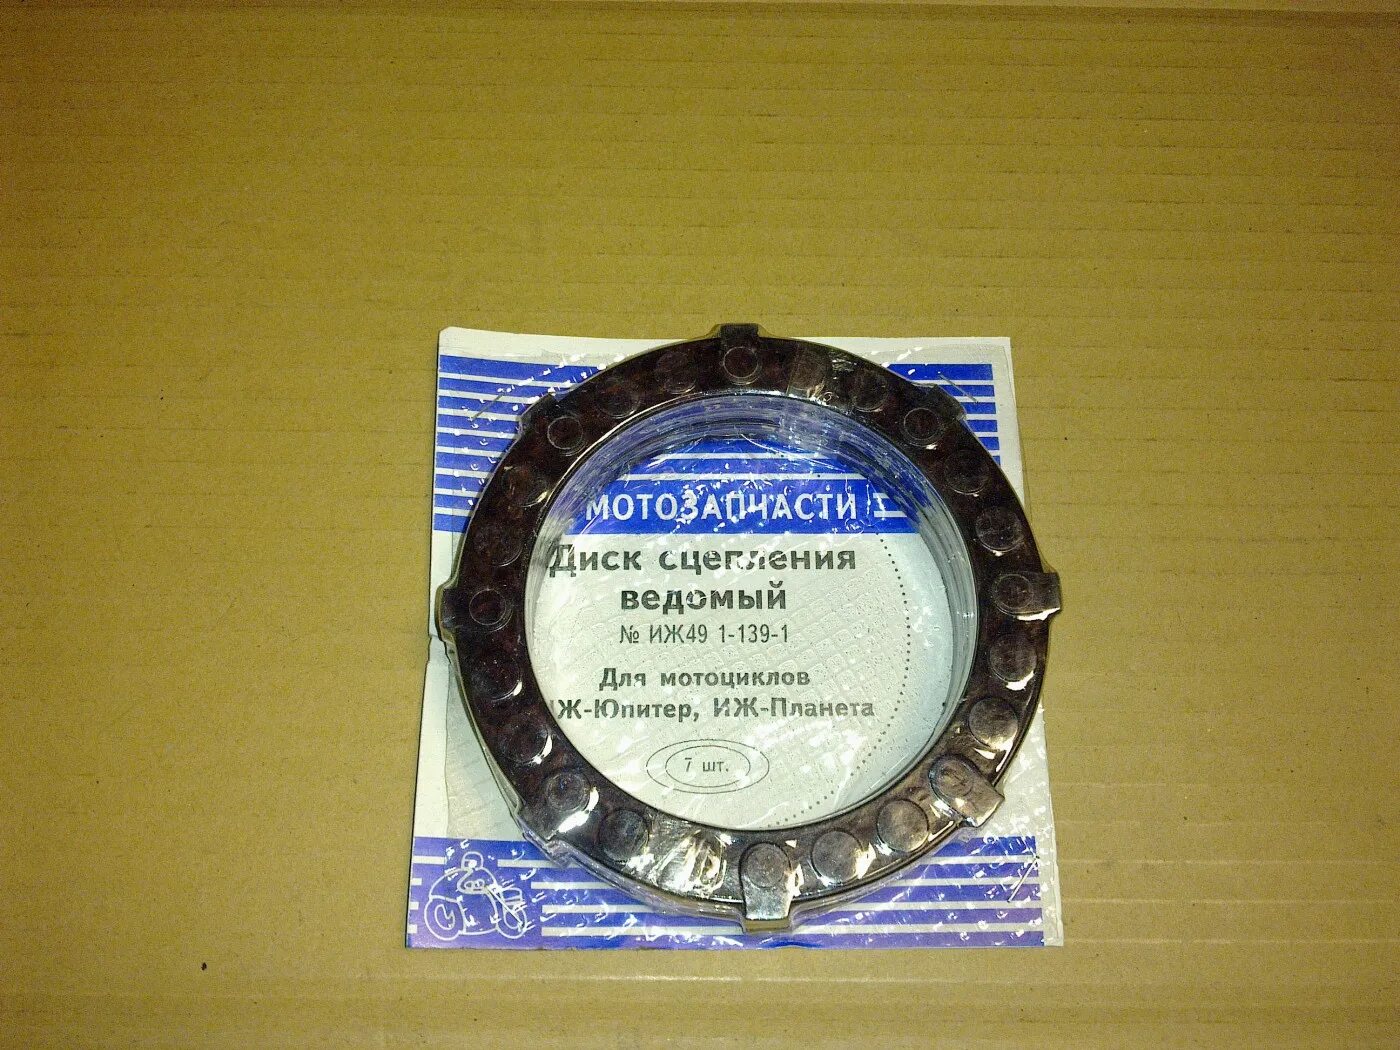 МОТОЗАПЧАСТИ
Диск сцепления
ведомый
№ ИЖ49 1-139-1
Для мотоциклов
ИЖ-Юпитер, ИЖ-Планета
7 шт.